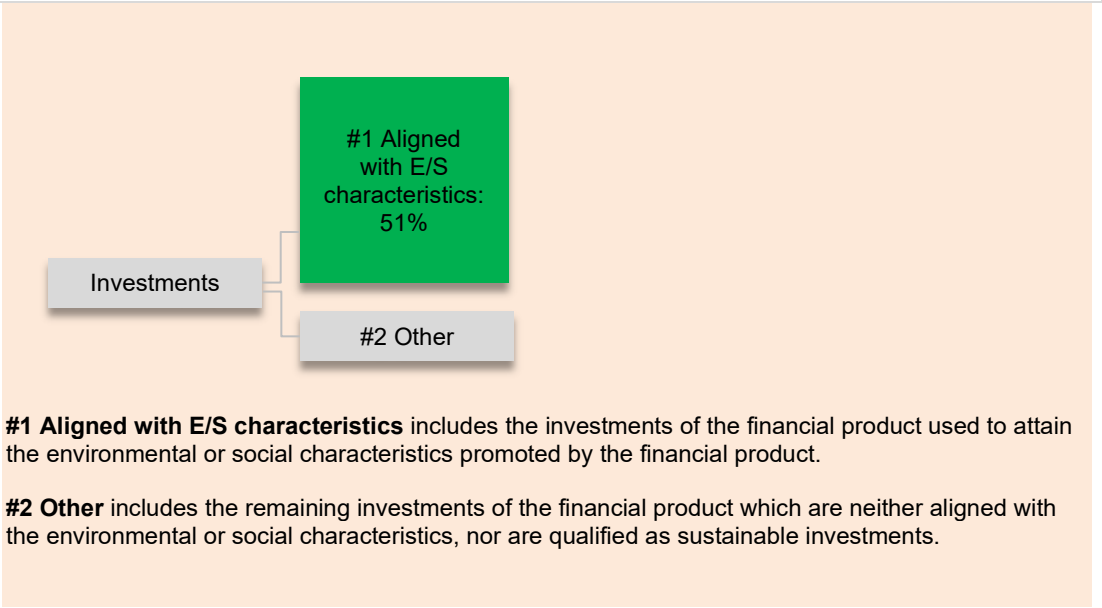 #1 Aligned
with E/S
characteristics:
51%
Investments
#2 Other
#1 Aligned with E/S characteristics includes the investments of the financial product used to attain
the environmental or social characteristics promoted by the financial product.
#2 Other includes the remaining investments of the financial product which are neither aligned with
the environmental or social characteristics, nor are qualified as sustainable investments.